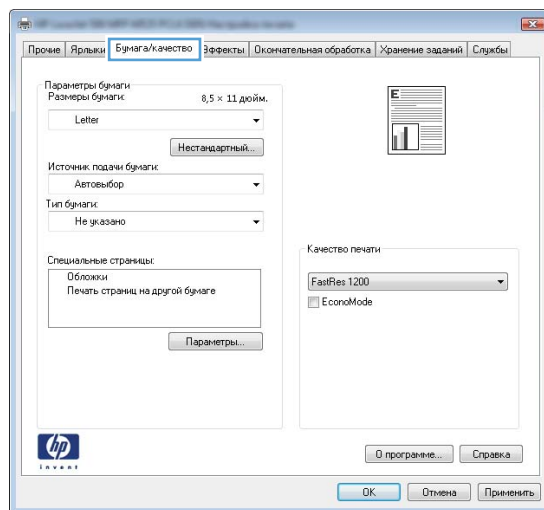 Прочие Ярлыки Бумага/качество Эффекты Окончательная обработка Хранение заданий Службы
Параметры бумаги
Размеры бумаги: 8,5 × 11 дюйм.
Letter
Нестандартный...
Источник подачи бумаги:
Автовыбор
Тип бумаги:
Не указано
Специальные страницы:
Обложки
Печать страниц на другой бумаге
Параметры...
E
Качество печати
FastRes 1200
EconoMode
hp
invent
О программе... Справка
OK Отмена Применить